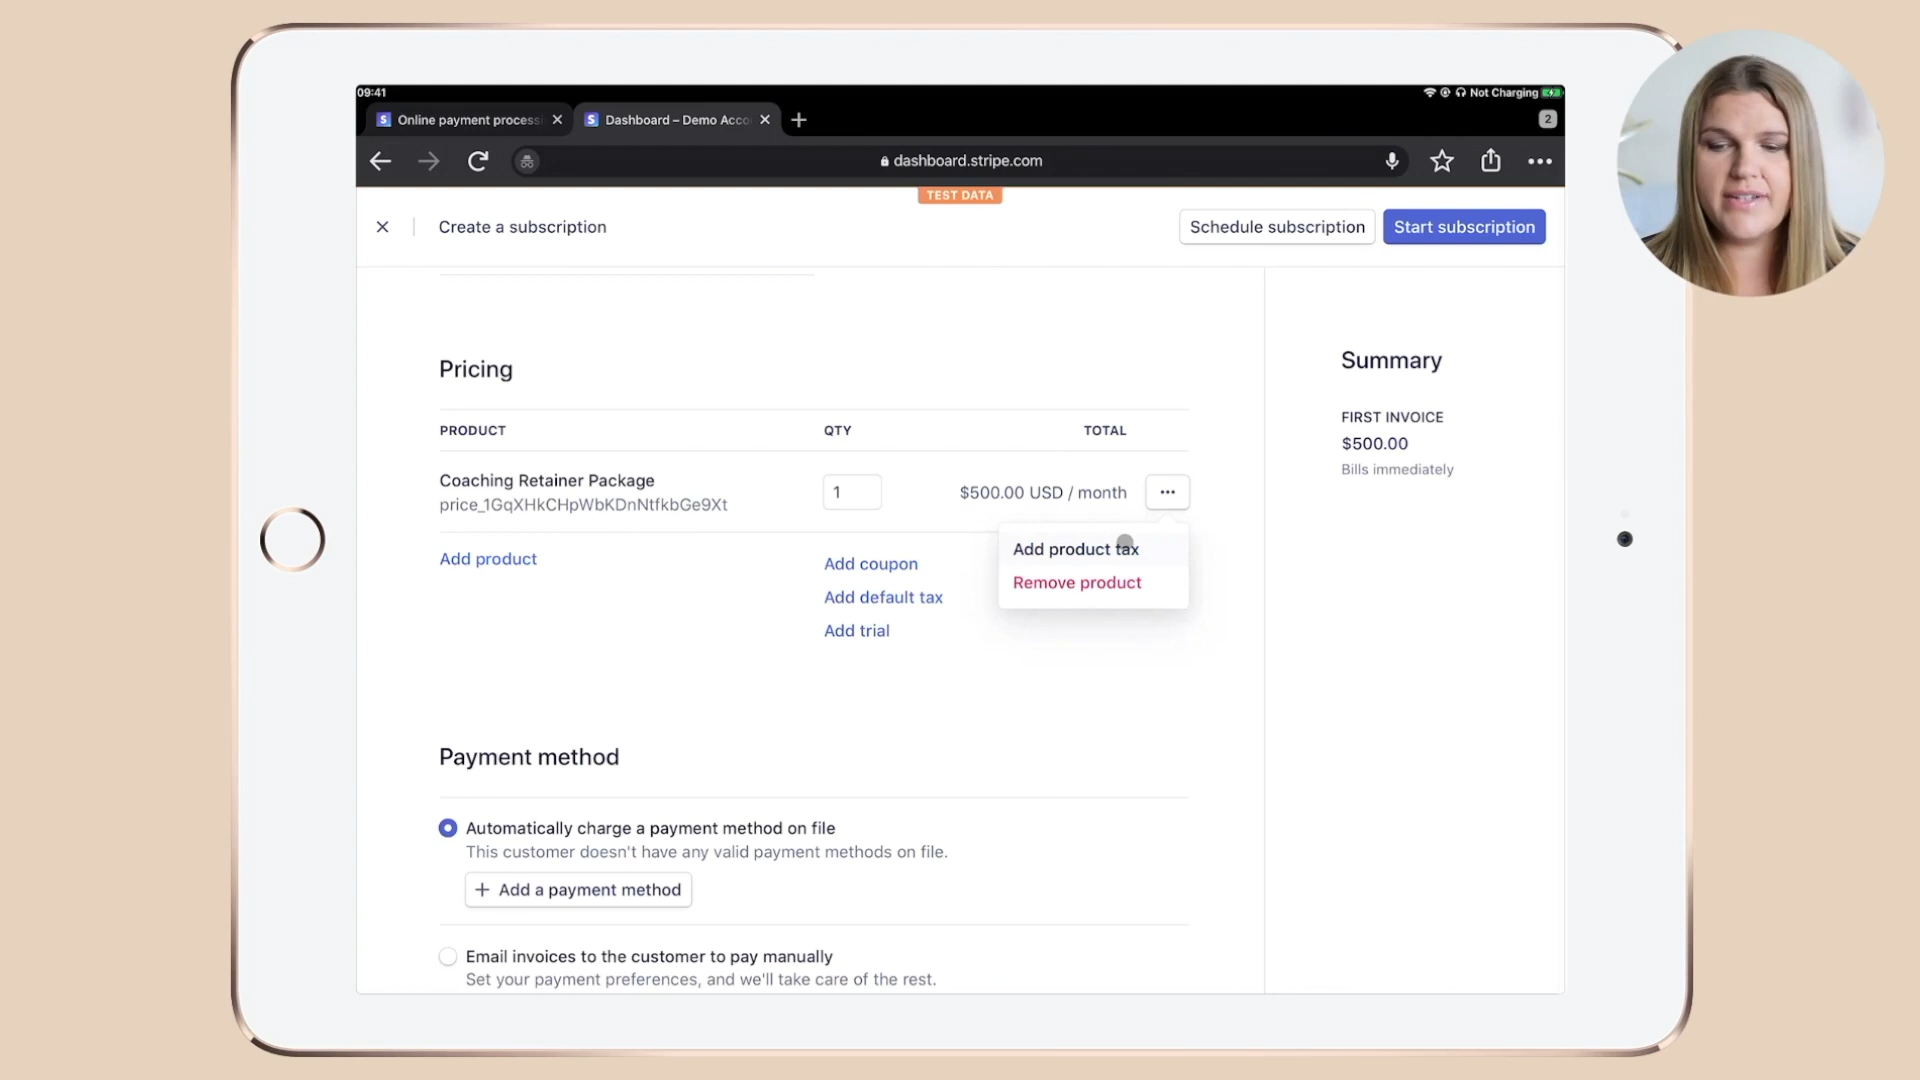 09:41
Not Charging
Online payment process
Dashboard – Demo Acco
2
dashboard.stripe.com
TEST DATA
Create a subscription
Schedule subscription
Start subscription
Pricing
PRODUCT
QTY
TOTAL
Coaching Retainer Package
price_1GqXHkCHpWbKDnNtfkbGe9Xt
1
$500.00 USD / month
Add product tax
Remove product
Add product
Add coupon
Add default tax
Add trial
Payment method
Automatically charge a payment method on file
This customer doesn't have any valid payment methods on file.
Add a payment method
Email invoices to the customer to pay manually
Set your payment preferences, and we'll take care of the rest.
Summary
FIRST INVOICE
$500.00
Bills immediately